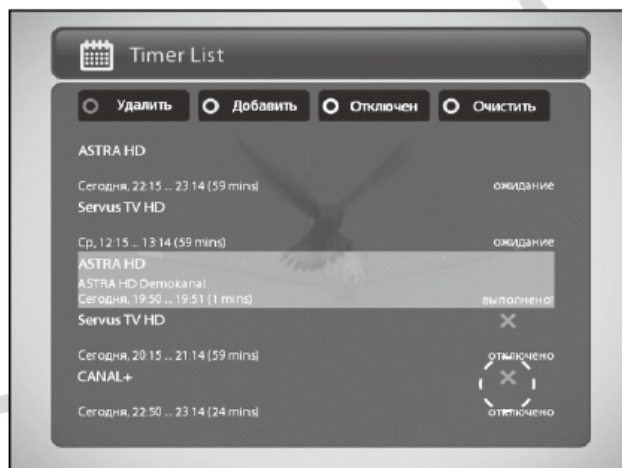 Timer List
Удалить Добавить Отключен Очистить
ASTRA HD
Сегодня, 22:15 ... 23:14 (59 mins) ожидание
Servus TV HD
Ср, 12:15 ... 13:14 (59 mins) ожидание
ASTRA HD
ASTRA HD Demokanal
Сегодня, 19:50 ... 19:51 (1 mins) выполнено!
Servus TV HD
Сегодня, 20:15 ... 21:14 (59 mins) отключено
CANAL+
Сегодня, 22:50 ... 23:14 (24 mins) отключено